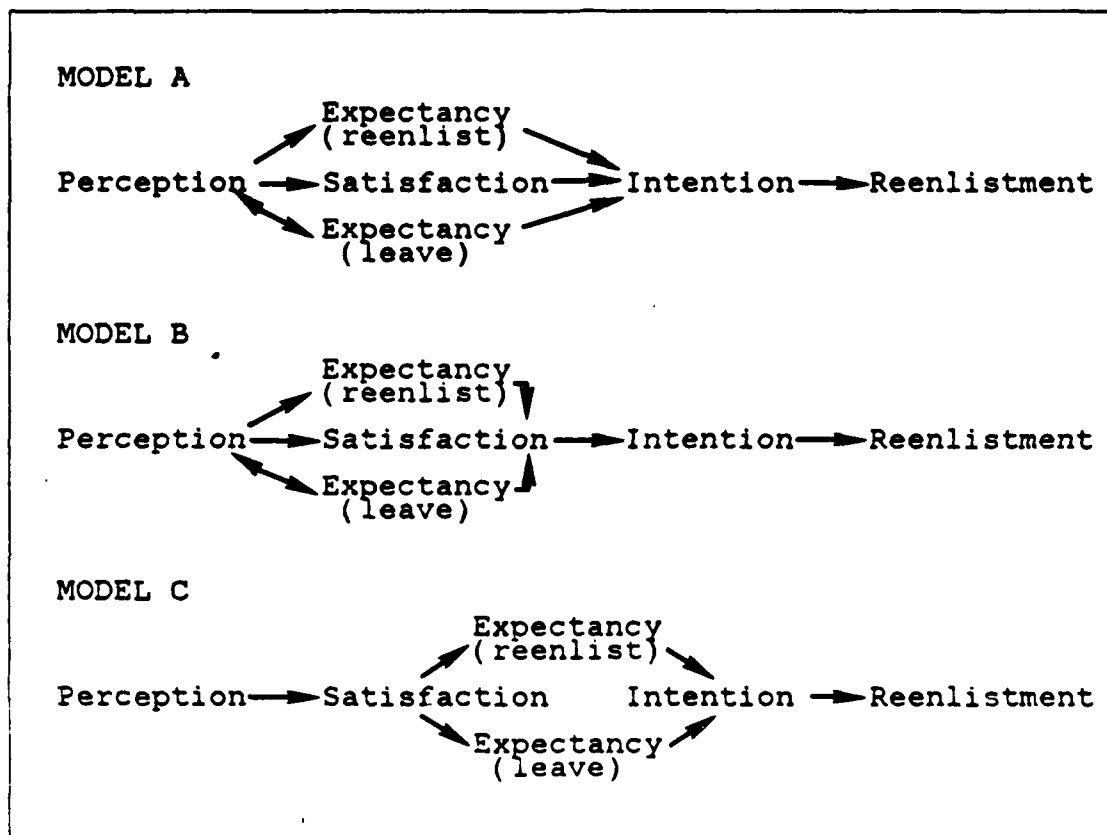 MODEL A
Expectancy
(reenlist)
Perception Satisfaction Intention Reenlistment
Expectancy
(leave)
MODEL B
Expectancy
(reenlist)
Perception Satisfaction Intention Reenlistment
Expectancy
(leave)
MODEL C
Expectancy
(reenlist)
Perception Satisfaction Intention Reenlistment
Expectancy
(leave)